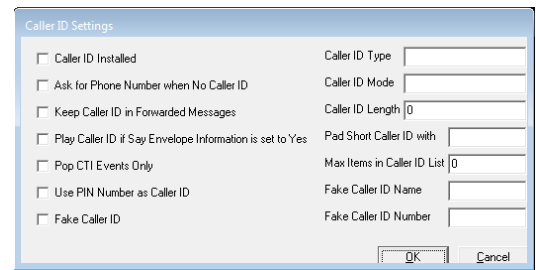 Caller ID Settings
Caller ID Installed
Caller ID Type
Ask for Phone Number when No Caller ID
Caller ID Mode
Keep Caller ID in Forwarded Messages
Caller ID Length 0
Play Caller ID if Say Envelope Information is set to Yes
Pad Short Caller ID with
Pop CTI Events Only
Max Items in Caller ID List 0
Use PIN Number as Caller ID
Fake Caller ID Name
Fake Caller ID
Fake Caller ID Number
OK
Cancel